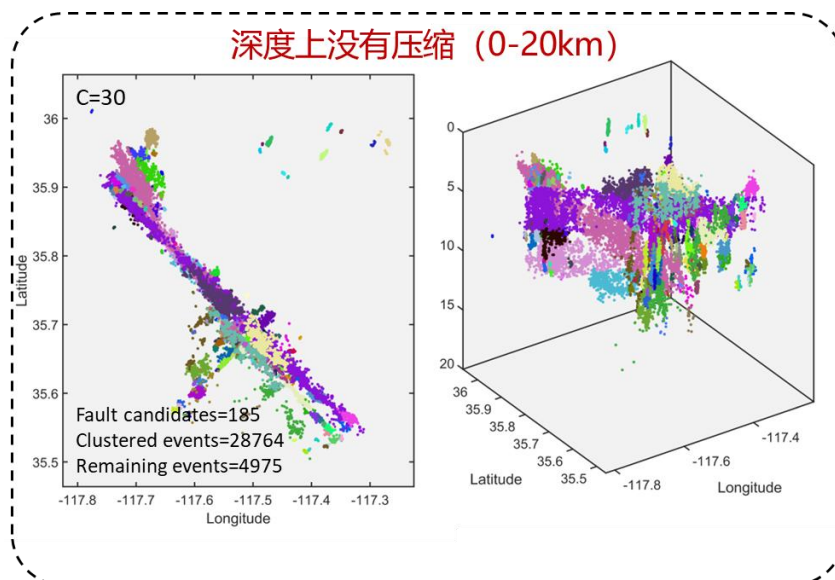 深度上没有压缩（0-20km）
C=30
36
35.9
35.8
35.7
35.6
35.5
Latitude
Fault candidates=185
Clustered events=28764
Remaining events=4975
-117.8 -117.7 -117.6 -117.5 -117.4 -117.3
Longitude
0
5
10
15
20
36
35.9
35.8
35.7
35.6
35.5
Latitude
-117.8
-117.6
-117.4
Longitude